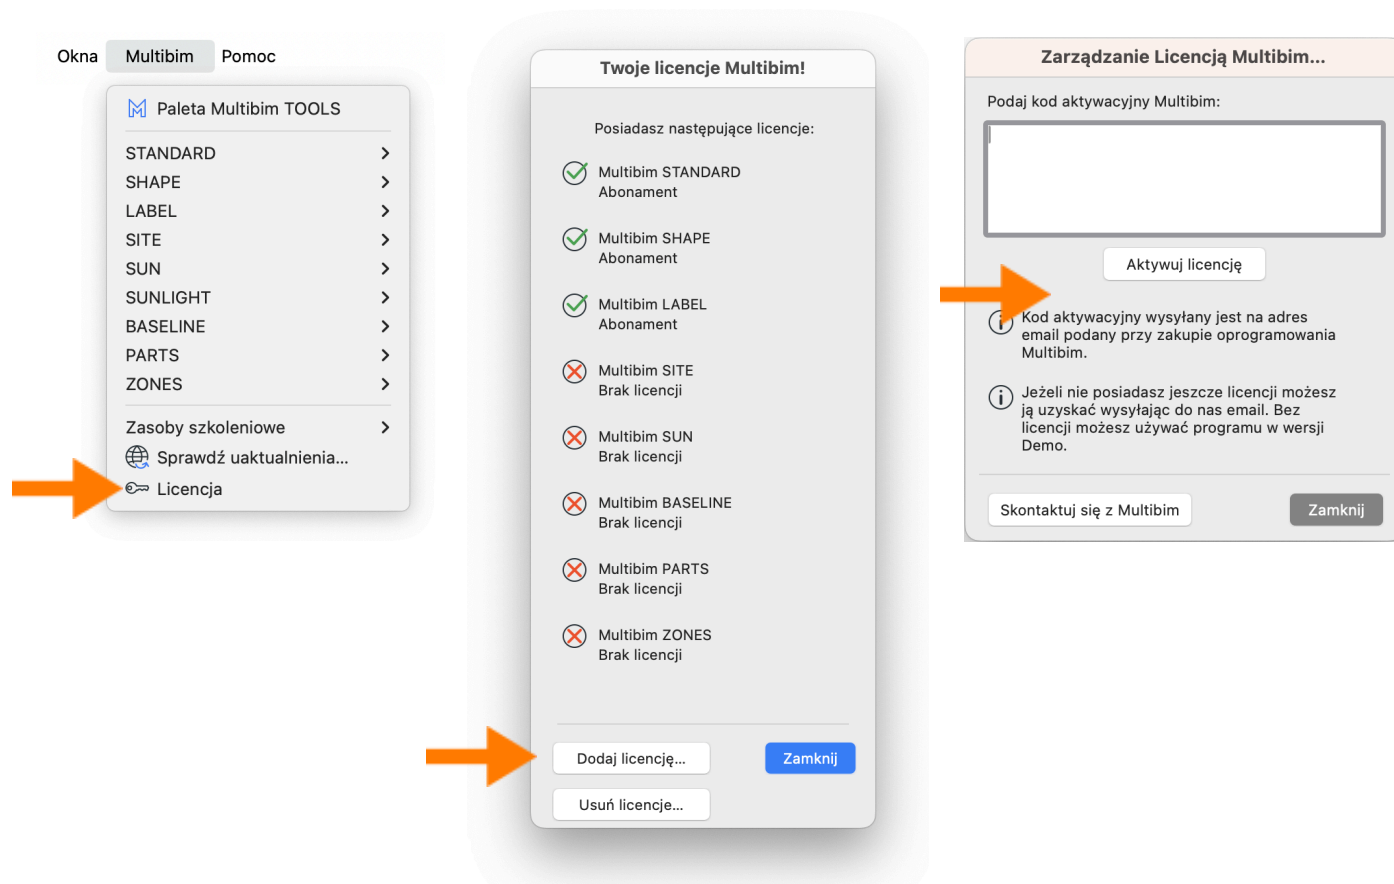 Okna Multibim Pomoc
Paleta Multibim TOOLS
STANDARD
SHAPE
LABEL
SITE
SUN
SUNLIGHT
BASELINE
PARTS
ZONES
Zasoby szkoleniowe
Sprawdź uaktualnienia...
Licencja
Twoje licencje Multibim!
Posiadasz następujące licencje:
Multibim STANDARD
Abonament
Multibim SHAPE
Abonament
Multibim LABEL
Abonament
Multibim SITE
Brak licencji
Multibim SUN
Brak licencji
Multibim BASELINE
Brak licencji
Multibim PARTS
Brak licencji
Multibim ZONES
Brak licencji
Dodaj licencję... Zamknij
Usuń licencje...
Zarządzanie Licencją Multibim...
Podaj kod aktywacyjny Multibim:
Aktywuj licencję
Kod aktywacyjny wysyłany jest na adres
email podany przy zakupie oprogramowania
Multibim.
Jeżeli nie posiadasz jeszcze licencji możesz
ją uzyskać wysyłając do nas email. Bez
licencji możesz używać programu w wersji
Demo.
Skontaktuj się z Multibim Zamknij